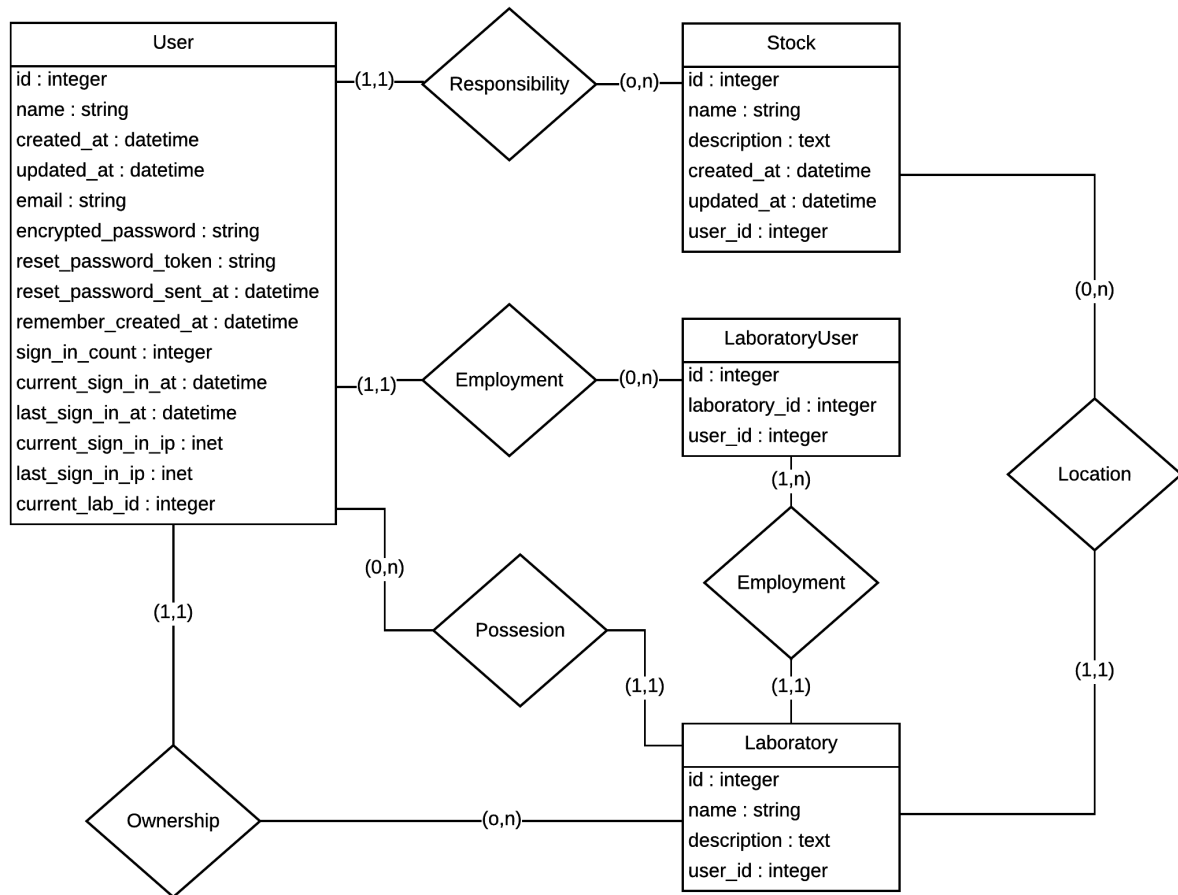 User
id : integer
name : string
created_at : datetime
updated_at : datetime
email : string
encrypted_password : string
reset_password_token : string
reset_password_sent_at : datetime
remember_created_at : datetime
sign_in_count : integer
current_sign_in_at : datetime
last_sign_in_at : datetime
current_sign_in_ip : inet
last_sign_in_ip : inet
current_lab_id : integer
(1,1)
Responsibility
(o,n)
Stock
id : integer
name : string
description : text
created_at : datetime
updated_at : datetime
user_id : integer
(1,1)
Employment
(0,n)
LaboratoryUser
id : integer
laboratory_id : integer
user_id : integer
(0,n)
Location
(1,1)
(1,n)
Employment
(1,1)
(0,n)
Possesion
(1,1)
(1,1)
Ownership
(o,n)
Laboratory
id : integer
name : string
description : text
user_id : integer